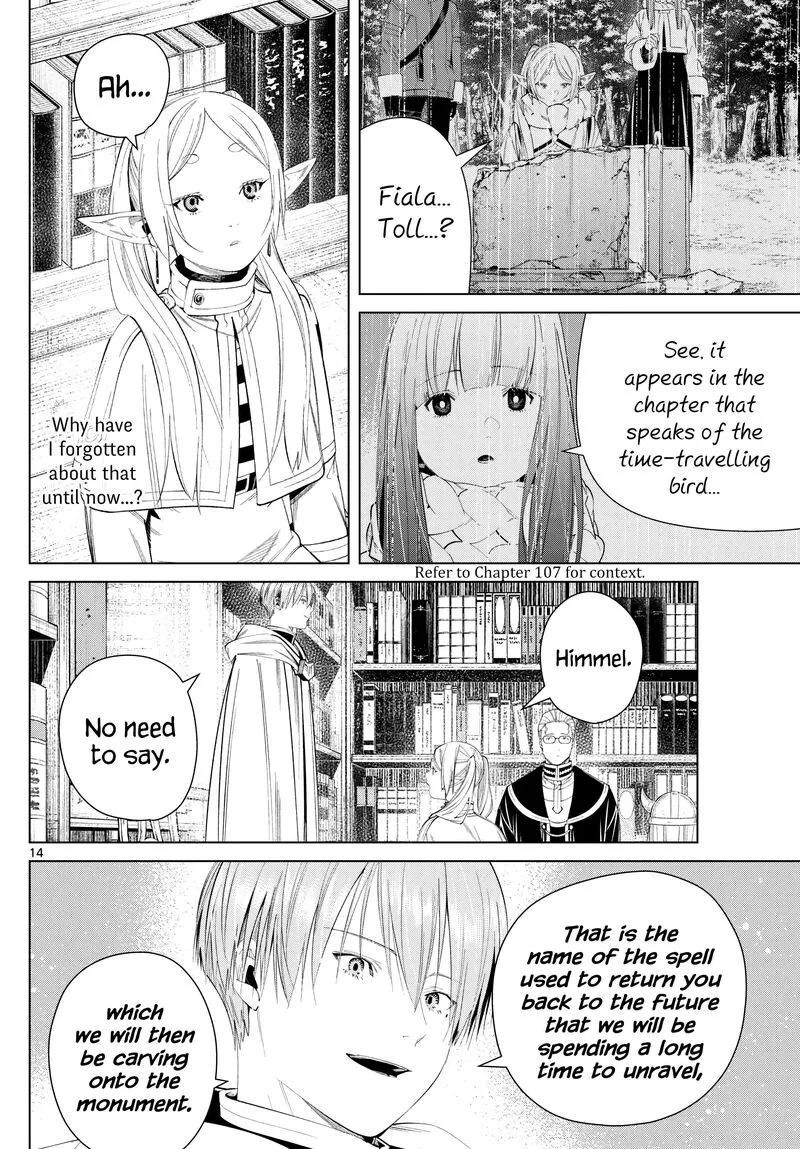 Fiala...
Toll...?
Ah...
Why have
I forgotten
about that
until now...?
See, it
appears in the
chapter that
speaks of the
time-travelling
bird...
Refer to Chapter 107 for context.
Himmel.
No need
to say.
14
That is the
name of the spell
used to return you
back to the future
that we will be
spending a long
time to unravel,
which
we will then
be carving
onto the
monument.